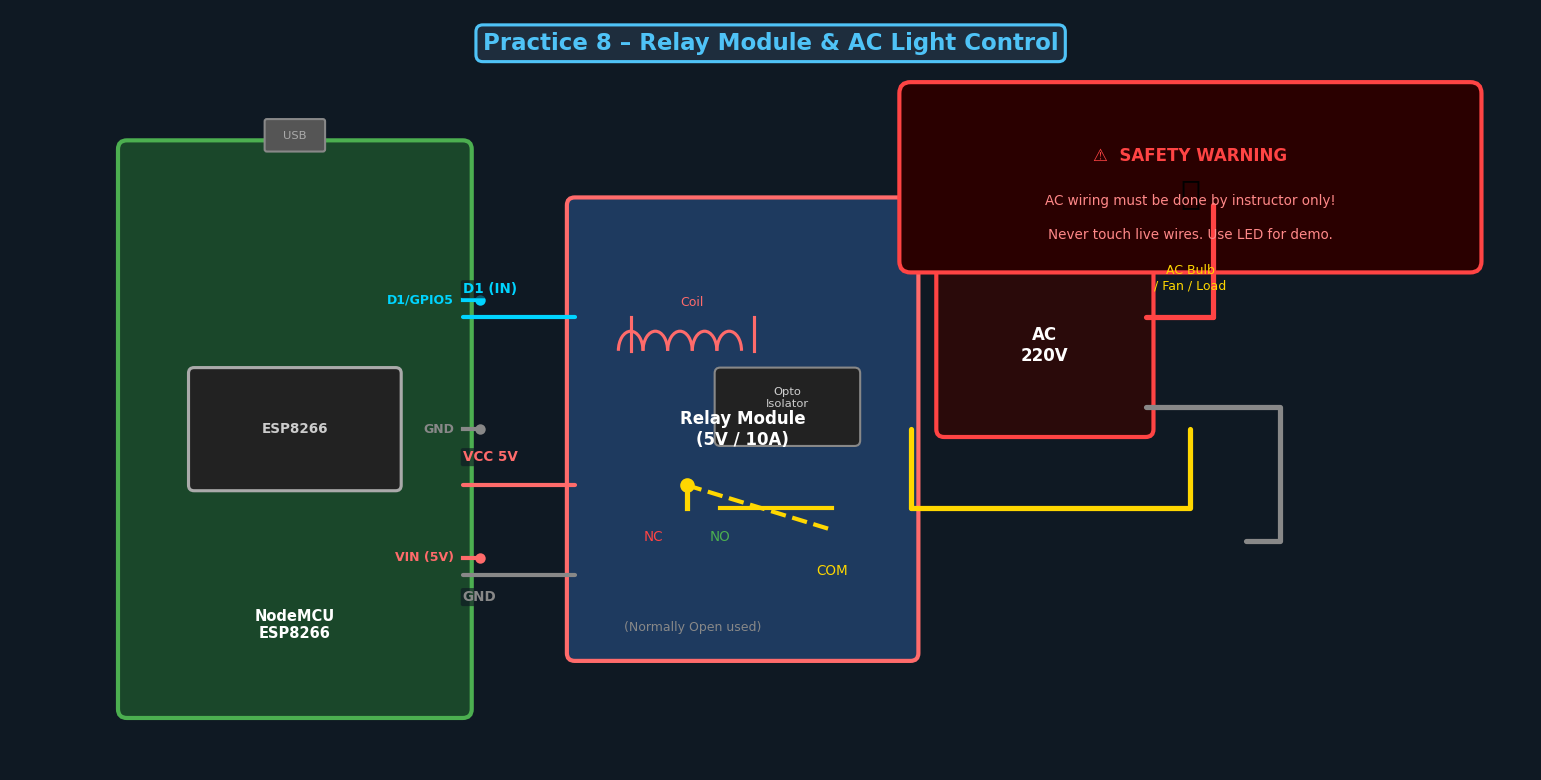 Practice 8 – Relay Module & AC Light Control
USB
⚠ SAFETY WARNING
AC wiring must be done by instructor only!
Never touch live wires. Use LED for demo.
AC Bulb
/ Fan / Load
D1/GPIO5
D1 (IN)
Coil
AC
220V
Opto
Isolator
ESP8266
GND
VCC 5V
Relay Module
(5V / 10A)
NC
NO
COM
VIN (5V)
GND
NodeMCU
ESP8266
(Normally Open used)